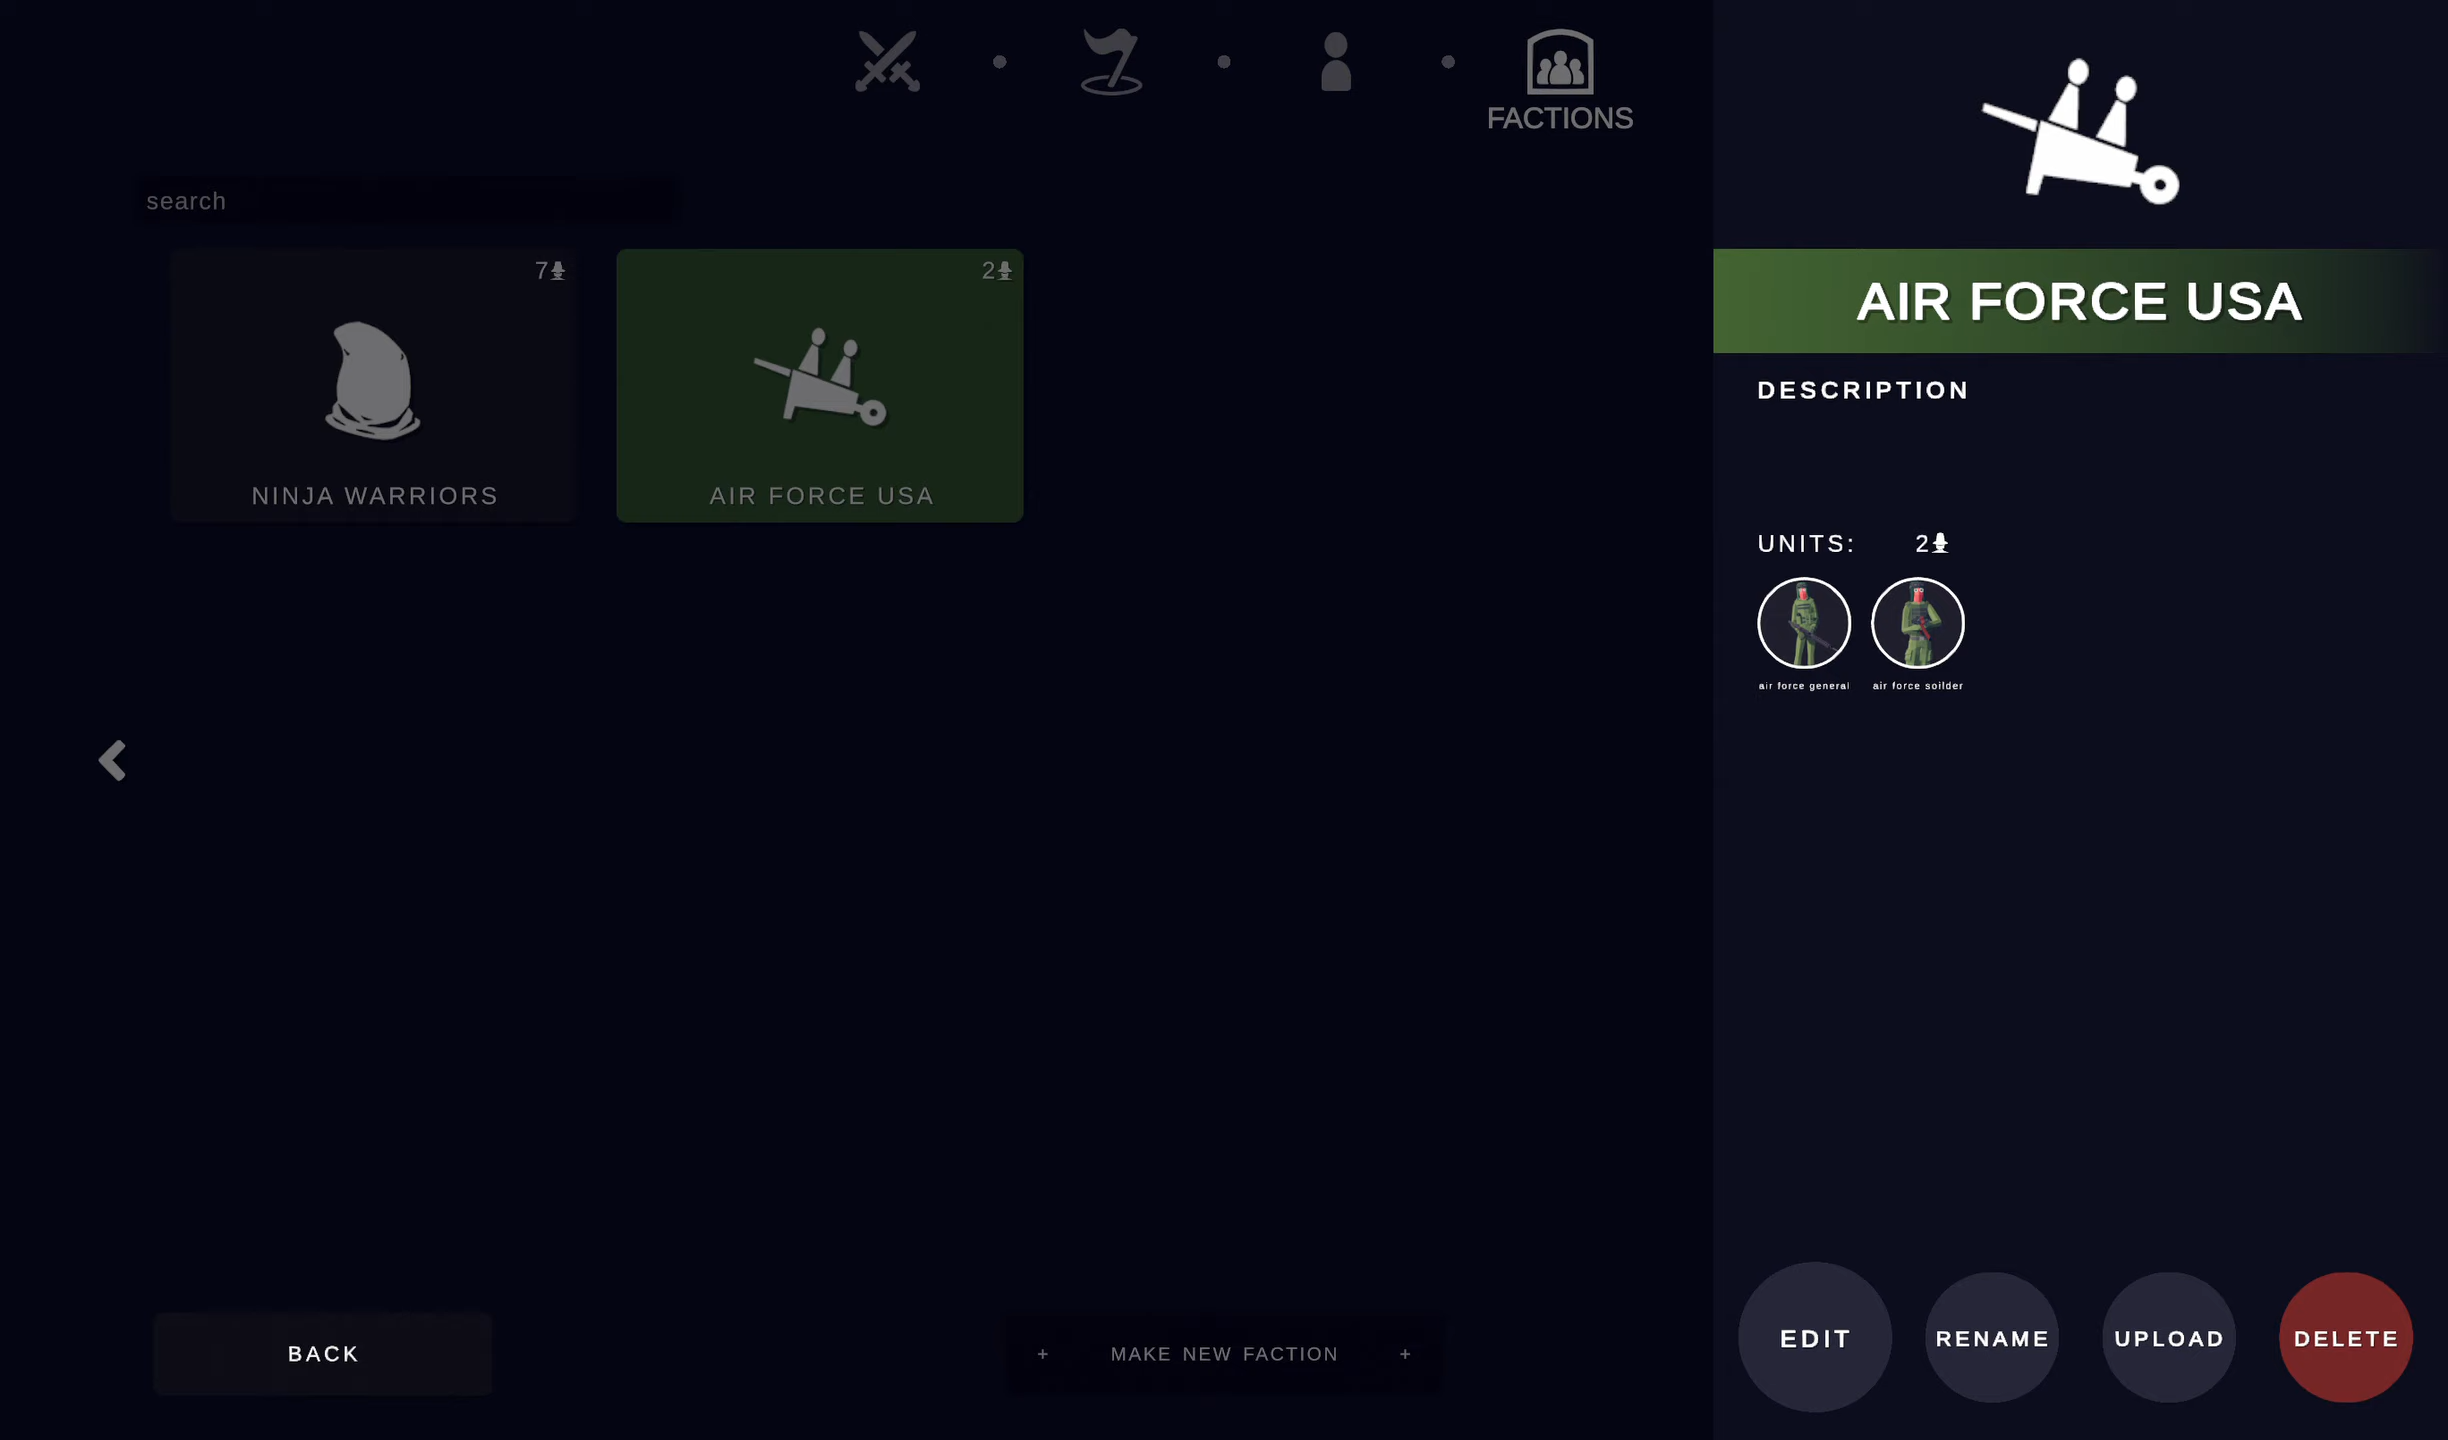 FACTIONS
search
7
NINJA WARRIORS
2
AIR FORCE USA
BACK
+ MAKE NEW FACTION +
AIR FORCE USA
DESCRIPTION
UNITS: 2
air force general
air force soilder
EDIT
RENAME
UPLOAD
DELETE